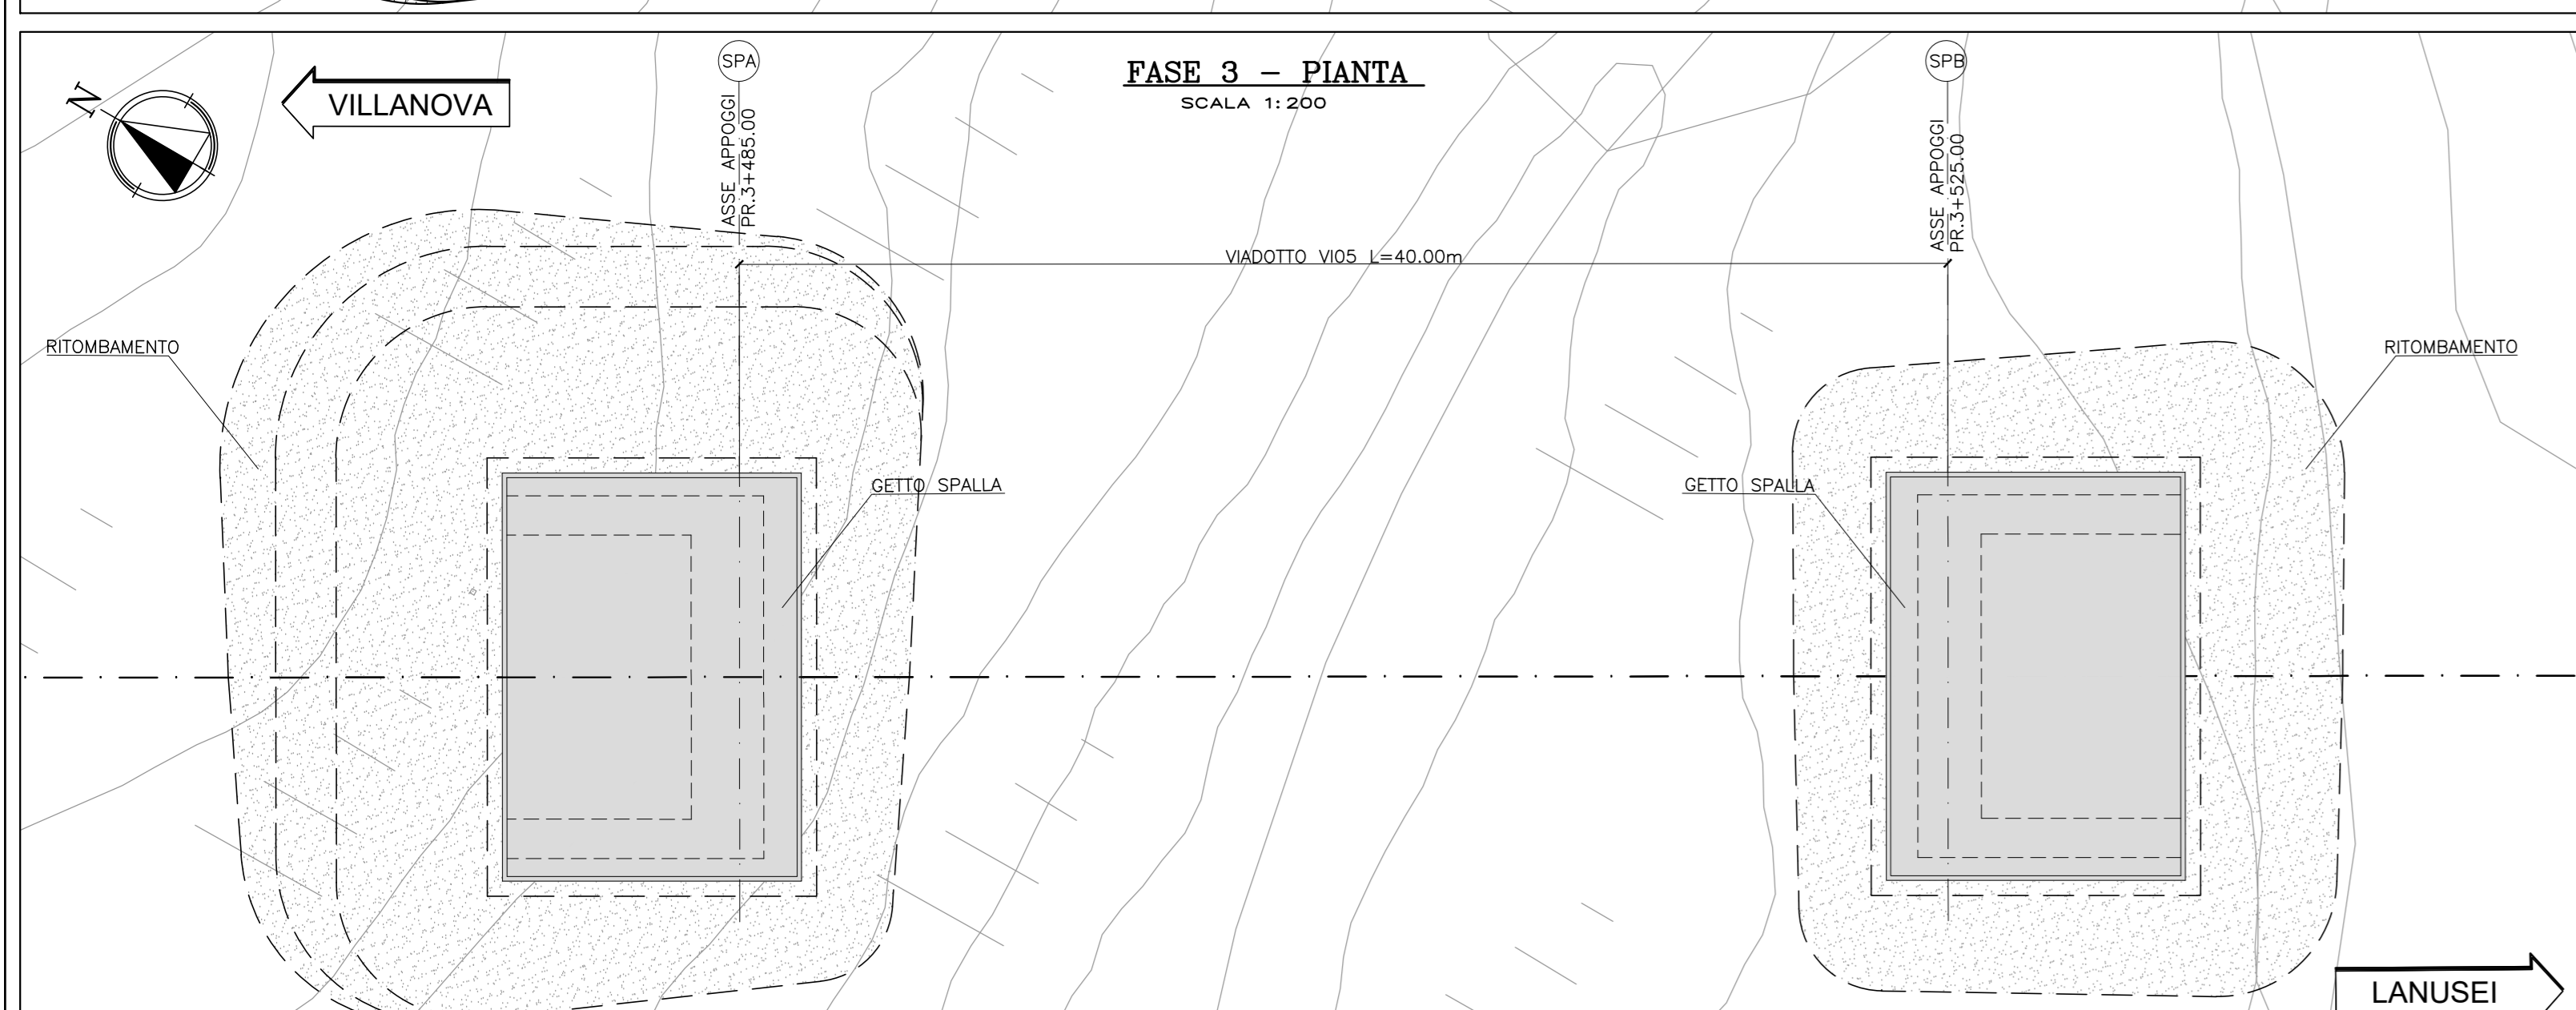 FASE 3 - PIANTA
SCALA 1:200
N
VILLANOVA
SPA
ASSE APPOGGI
PR.3+485.00
SPB
ASSE APPOGGI
PR.3+525.00
VIADOTTO VI05 L=40.00m
RITOMBAMENTO
RITOMBAMENTO
GETTO SPALLA
GETTO SPALLA
LANUSEI